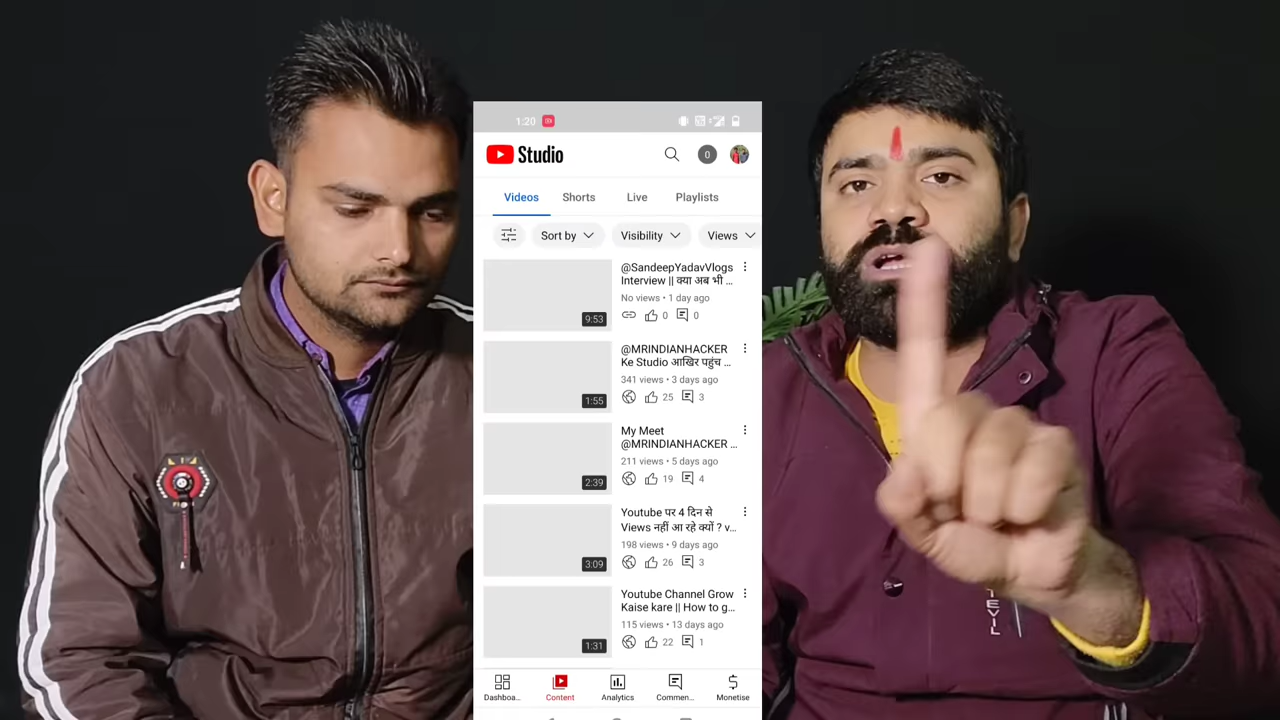 1:20
Studio
0
Videos Shorts Live Playlists
Sort by Visibility Views
@SandeepYadavVlogs
Interview || क्या अब भी ...
No views • 1 day ago
0 0
9:53
@MRINDIANHACKER
Ke Studio आखिर पहुंच ...
341 views • 3 days ago
25 3
1:55
My Meet
@MRINDIANHACKER ...
211 views • 5 days ago
19 4
2:39
Youtube पर 4 दिन से
Views नहीं आ रहे क्यों ? v...
198 views • 9 days ago
26 3
3:09
Youtube Channel Grow
Kaise kare || How to g...
115 views • 13 days ago
22 1
1:31
Dashboa... Content Analytics Commen... Monetise